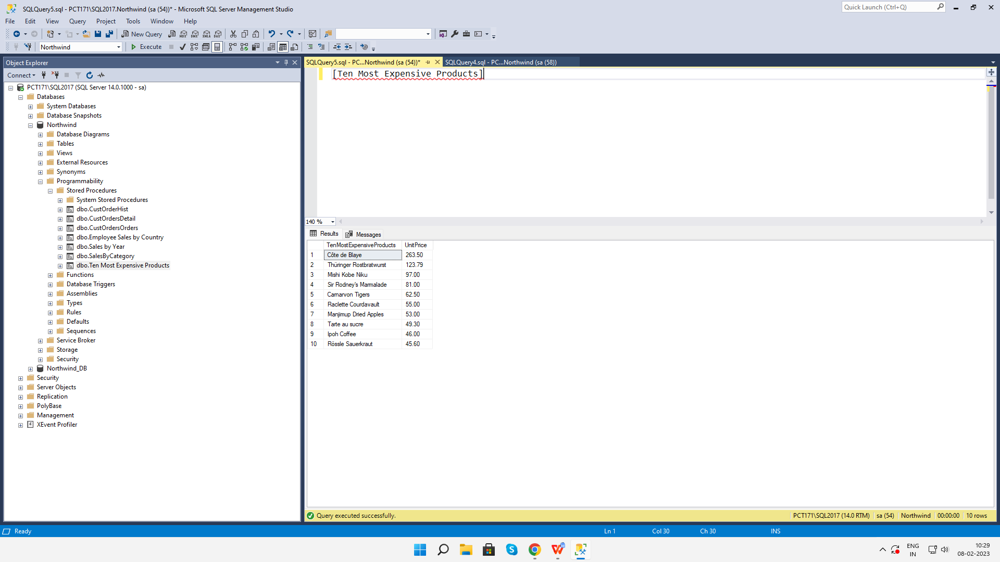 SQLQuery5.sql - PCT171\SQL2017.Northwind (sa (54))* - Microsoft SQL Server Management Studio
Quick Launch (Ctrl+Q)
File Edit View Query Project Tools Window Help
New Query MDX DMX XMLA DAX
Northwind Execute
Object Explorer
SQLQuery5.sql - PC...Northwind (sa (54))* SQLQuery4.sql - PC...Northwind (sa (58))
Connect
[Ten Most Expensive Products]
PCT171\SQL2017 (SQL Server 14.0.1000 - sa)
Databases
System Databases
Database Snapshots
Northwind
Database Diagrams
Tables
Views
External Resources
Synonyms
Programmability
Stored Procedures
System Stored Procedures
dbo.CustOrderHist
dbo.CustOrdersDetail
dbo.CustOrdersOrders
dbo.Employee Sales by Country
dbo.Sales by Year
dbo.SalesByCategory
dbo.Ten Most Expensive Products
Functions
Database Triggers
Assemblies
Types
Rules
Defaults
Sequences
Service Broker
Storage
Security
Northwind_DB
Security
Server Objects
Replication
PolyBase
Management
XEvent Profiler
140 %
Results Messages
TenMostExpensiveProducts UnitPrice
1 Côte de Blaye 263.50
2 Thüringer Rostbratwurst 123.79
3 Mishi Kobe Niku 97.00
4 Sir Rodney's Marmalade 81.00
5 Carnarvon Tigers 62.50
6 Raclette Courdavault 55.00
7 Manjimup Dried Apples 53.00
8 Tarte au sucre 49.30
9 Ipoh Coffee 46.00
10 Rössle Sauerkraut 45.60
Query executed successfully. PCT171\SQL2017 (14.0 RTM) sa (54) Northwind 00:00:00 10 rows
Ready Ln 1 Col 30 Ch 30 INS
ENG
IN
10:29
08-02-2023